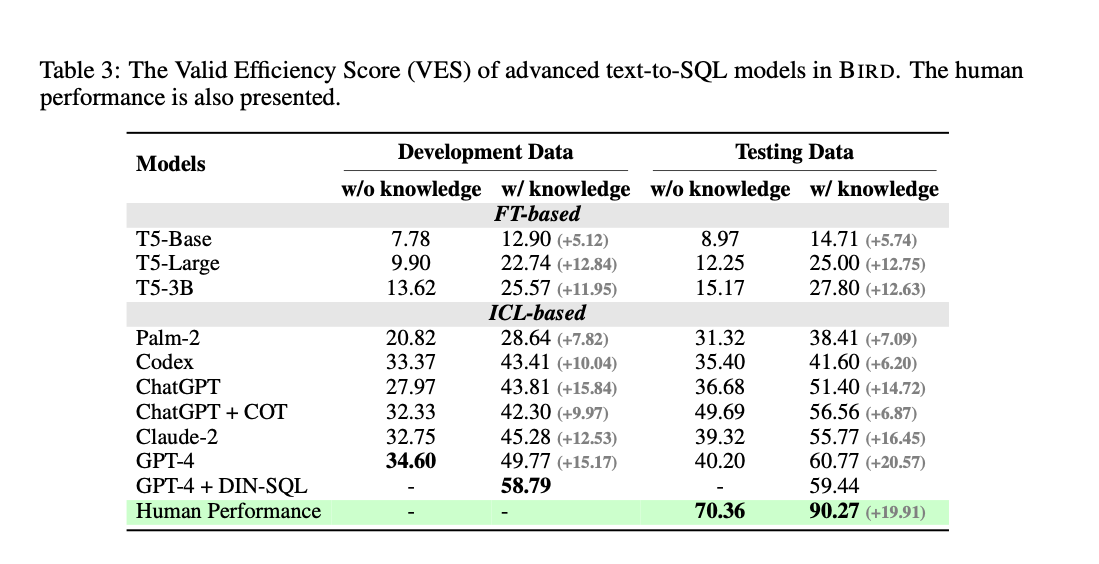 Table 3: The Valid Efficiency Score (VES) of advanced text-to-SQL models in BIRD. The human
performance is also presented.
Models Development Data Testing Data
w/o knowledge w/ knowledge w/o knowledge w/ knowledge
FT-based
T5-Base 7.78 12.90 (+5.12) 8.97 14.71 (+5.74)
T5-Large 9.90 22.74 (+12.84) 12.25 25.00 (+12.75)
T5-3B 13.62 25.57 (+11.95) 15.17 27.80 (+12.63)
ICL-based
Palm-2 20.82 28.64 (+7.82) 31.32 38.41 (+7.09)
Codex 33.37 43.41 (+10.04) 35.40 41.60 (+6.20)
ChatGPT 27.97 43.81 (+15.84) 36.68 51.40 (+14.72)
ChatGPT + COT 32.33 42.30 (+9.97) 49.69 56.56 (+6.87)
Claude-2 32.75 45.28 (+12.53) 39.32 55.77 (+16.45)
GPT-4 34.60 49.77 (+15.17) 40.20 60.77 (+20.57)
GPT-4 + DIN-SQL - 58.79 - 59.44
Human Performance - - 70.36 90.27 (+19.91)